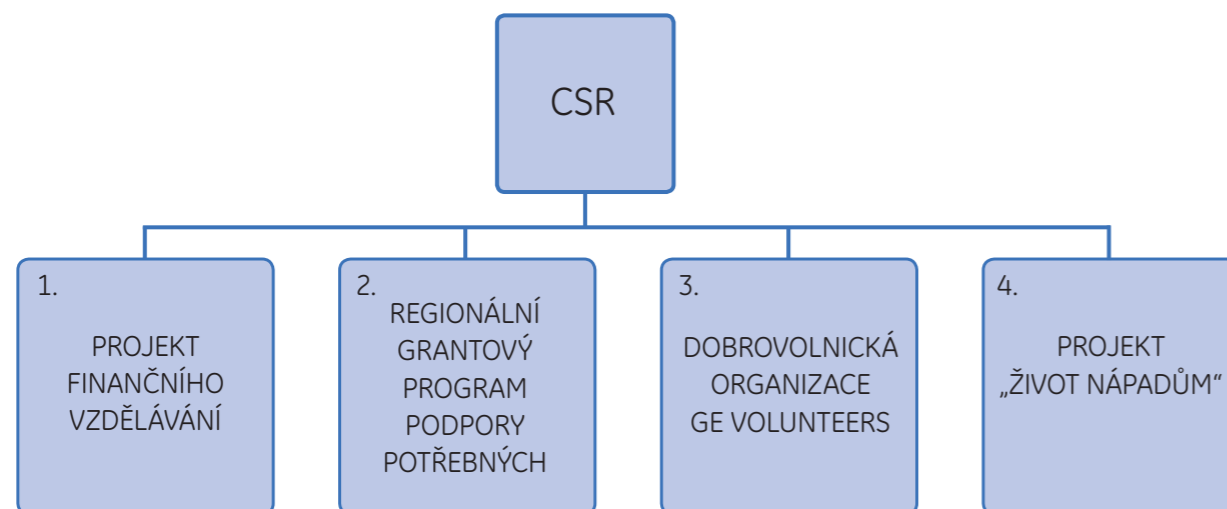 CSR
1.
PROJEKT
FINANČNÍHO
VZDĚLÁVÁNÍ
2.
REGIONÁLNÍ
GRANTOVÝ
PROGRAM
PODPORY
POTŘEBNÝCH
3.
DOBROVOLNICKÁ
ORGANIZACE
GE VOLUNTEERS
4.
PROJEKT
„ŽIVOT NÁPADŮM“